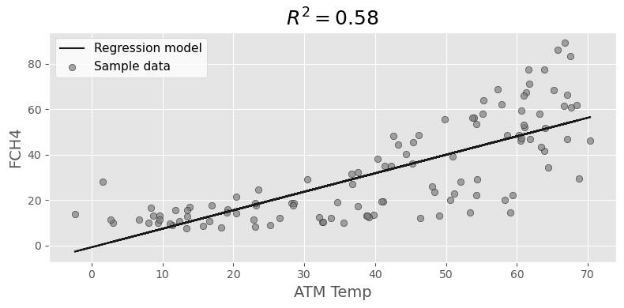 R² = 0.58
Regression model
Sample data
FCH4
80
60
40
20
0
0 10 20 30 40 50 60 70
ATM Temp